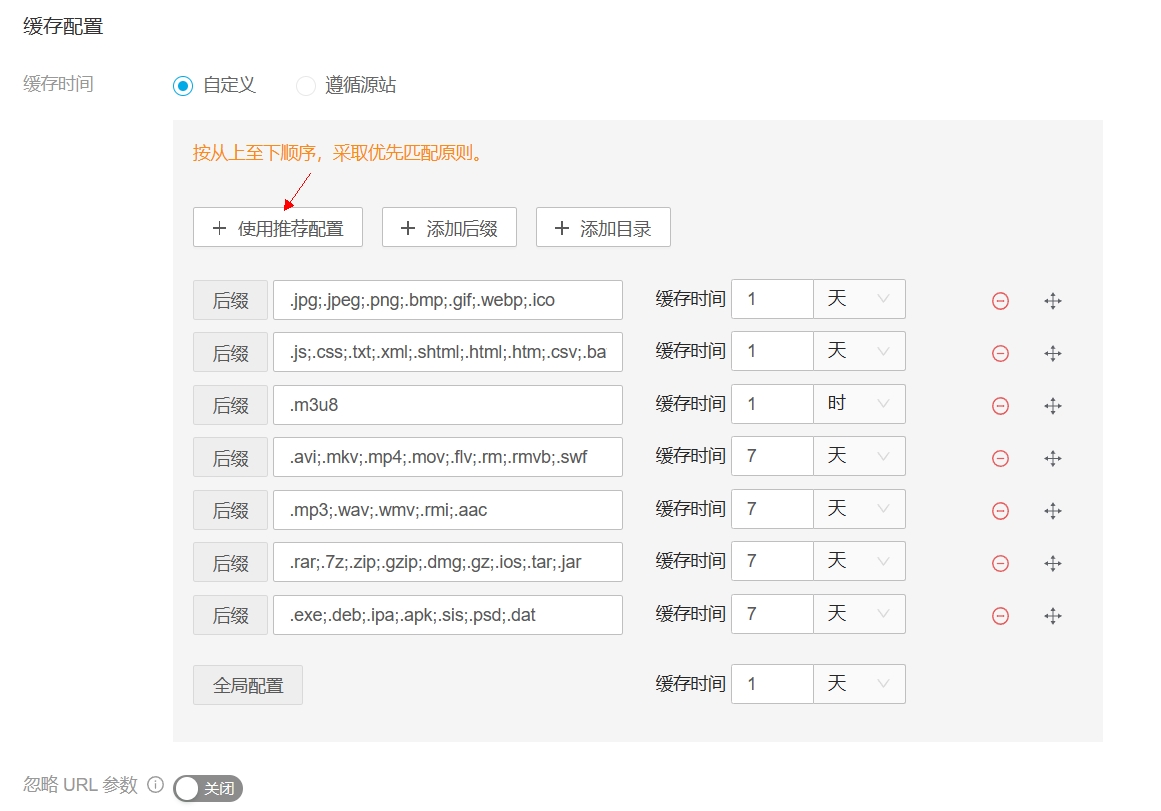 缓存配置
缓存时间 自定义 遵循源站
按从上至下顺序，采取优先匹配原则。
+ 使用推荐配置 + 添加后缀 + 添加目录
后缀 .jpg;.jpeg;.png;.bmp;.gif;.webp;.ico 缓存时间 1 天
后缀 .js;.css;.txt;.xml;.shtml;.html;.htm;.csv;.ba 缓存时间 1 天
后缀 .m3u8 缓存时间 1 时
后缀 .avi;.mkv;.mp4;.mov;.flv;.rm;.rmvb;.swf 缓存时间 7 天
后缀 .mp3;.wav;.wmv;.rmi;.aac 缓存时间 7 天
后缀 .rar;.7z;.zip;.gzip;.dmg;.gz;.ios;.tar;.jar 缓存时间 7 天
后缀 .exe;.deb;.ipa;.apk;.sis;.psd;.dat 缓存时间 7 天
全局配置 缓存时间 1 天
忽略 URL 参数 关闭